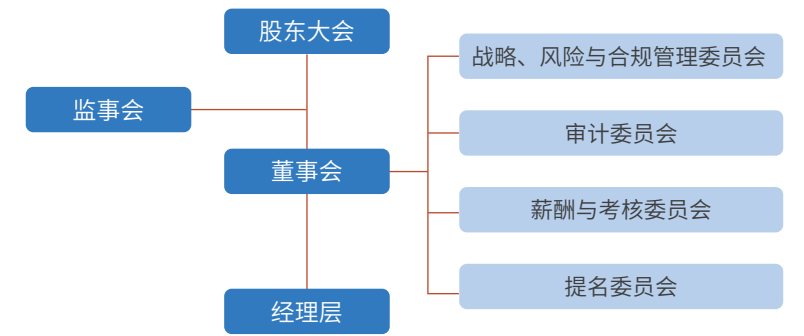 股东大会
监事会
董事会
经理层
战略、风险与合规管理委员会
审计委员会
薪酬与考核委员会
提名委员会